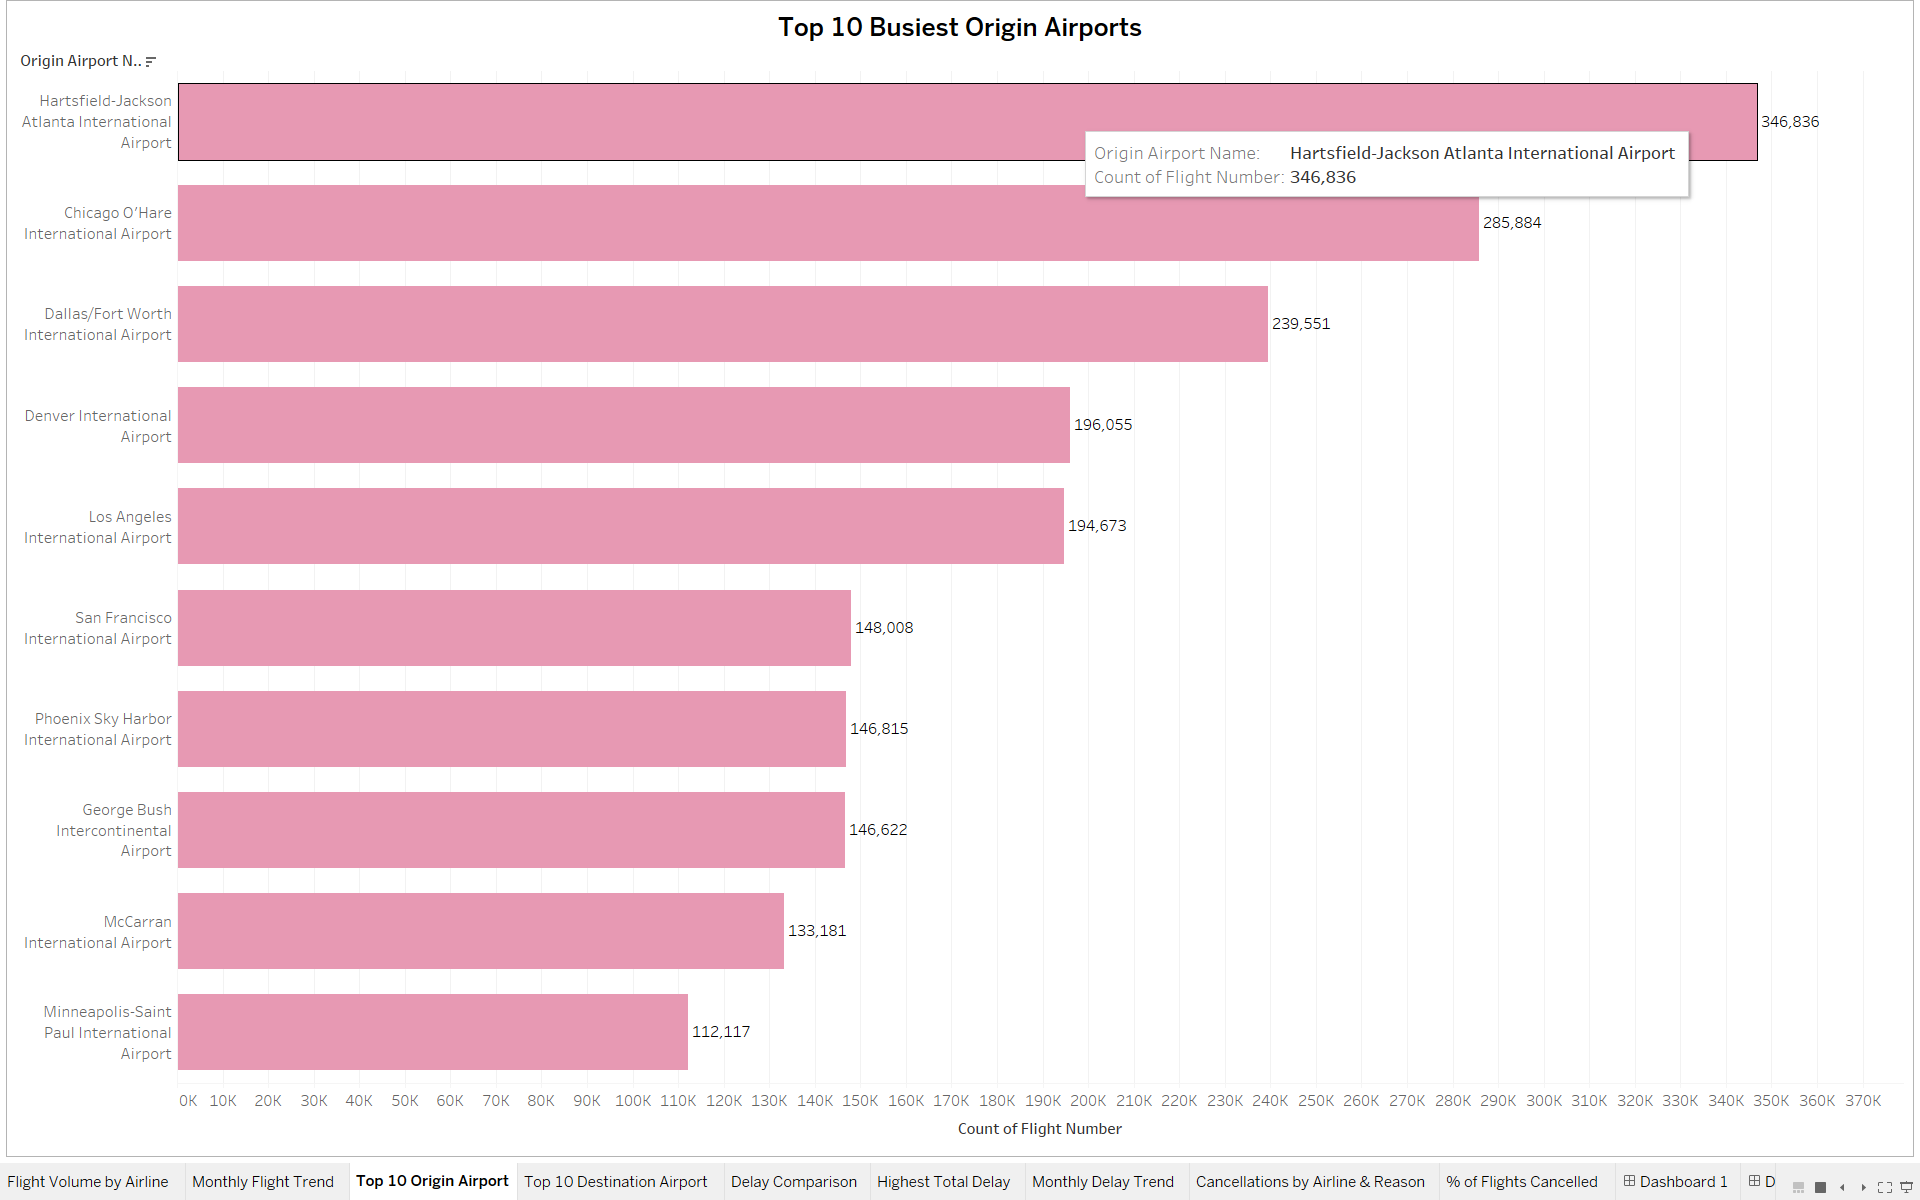 Top 10 Busiest Origin Airports
Origin Airport N..
Hartsfield-Jackson
Atlanta International
Airport
346,836
Origin Airport Name: Hartsfield-Jackson Atlanta International Airport
Count of Flight Number: 346,836
Chicago O'Hare
International Airport
285,884
Dallas/Fort Worth
International Airport
239,551
Denver International
Airport
196,055
Los Angeles
International Airport
194,673
San Francisco
International Airport
148,008
Phoenix Sky Harbor
International Airport
146,815
George Bush
Intercontinental
Airport
146,622
McCarran
International Airport
133,181
Minneapolis-Saint
Paul International
Airport
112,117
0K 10K 20K 30K 40K 50K 60K 70K 80K 90K 100K 110K 120K 130K 140K 150K 160K 170K 180K 190K 200K 210K 220K 230K 240K 250K 260K 270K 280K 290K 300K 310K 320K 330K 340K 350K 360K 370K
Count of Flight Number
Flight Volume by Airline Monthly Flight Trend Top 10 Origin Airport Top 10 Destination Airport Delay Comparison Highest Total Delay Monthly Delay Trend Cancellations by Airline & Reason % of Flights Cancelled Dashboard 1 D